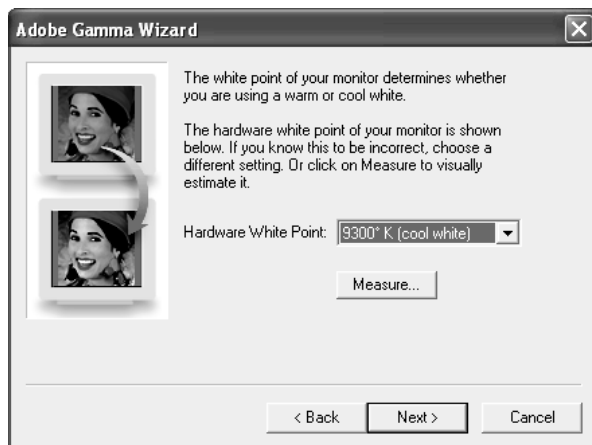 Adobe Gamma Wizard
The white point of your monitor determines whether
you are using a warm or cool white.
The hardware white point of your monitor is shown
below. If you know this to be incorrect, choose a
different setting. Or click on Measure to visually
estimate it.
Hardware White Point: 9300° K (cool white)
Measure...
< Back Next > Cancel